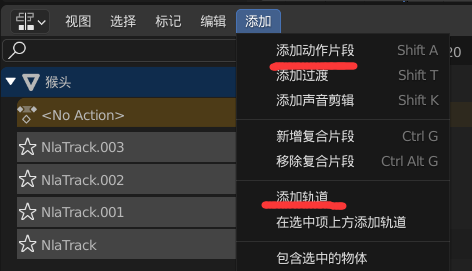 视图 选择 标记 编辑 添加
添加动作片段 Shift A
添加过渡 Shift T
添加声音剪辑 Shift K
新增复合片段 Ctrl G
移除复合片段 Ctrl Alt G
添加轨道
在选中项上方添加轨道
包含选中的物体
20
猴头
<No Action>
NlaTrack.003
NlaTrack.002
NlaTrack.001
NlaTrack